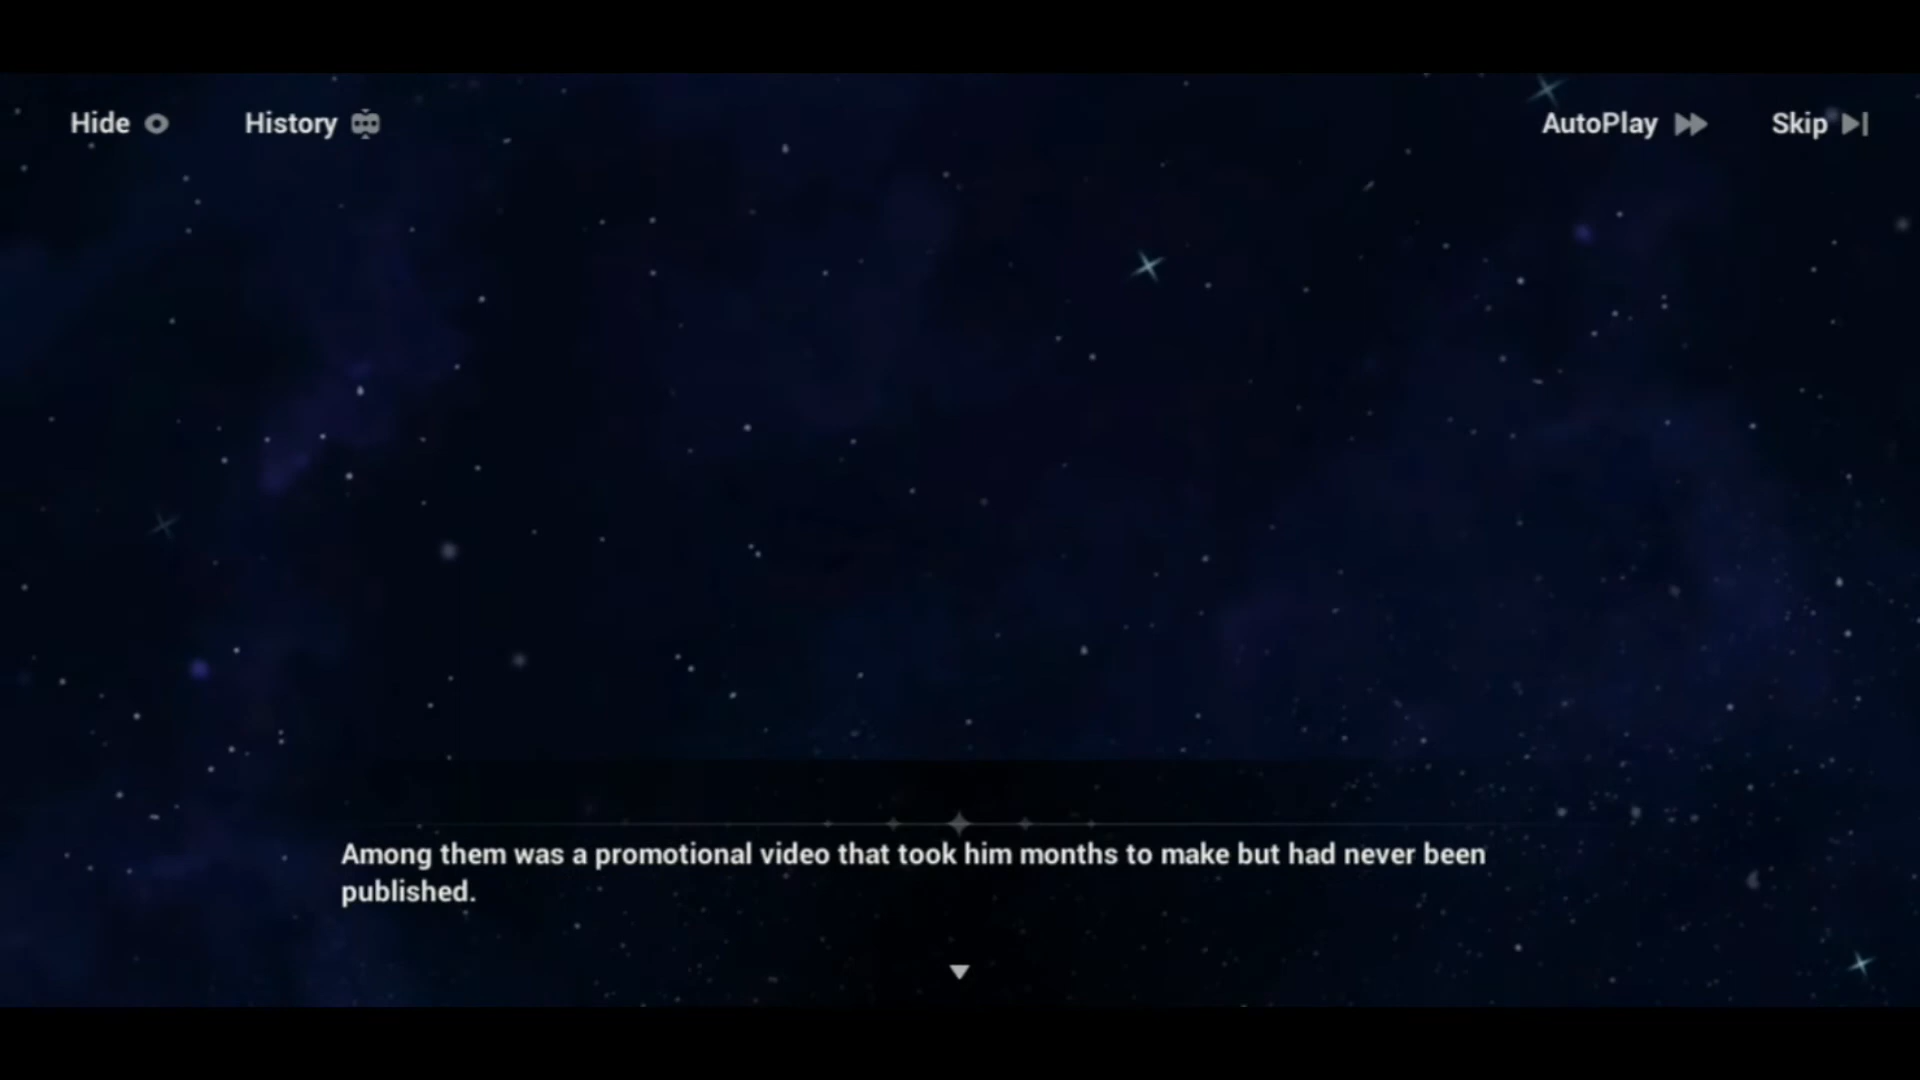 Hide
History
AutoPlay
Skip
Among them was a promotional video that took him months to make but had never been
published.